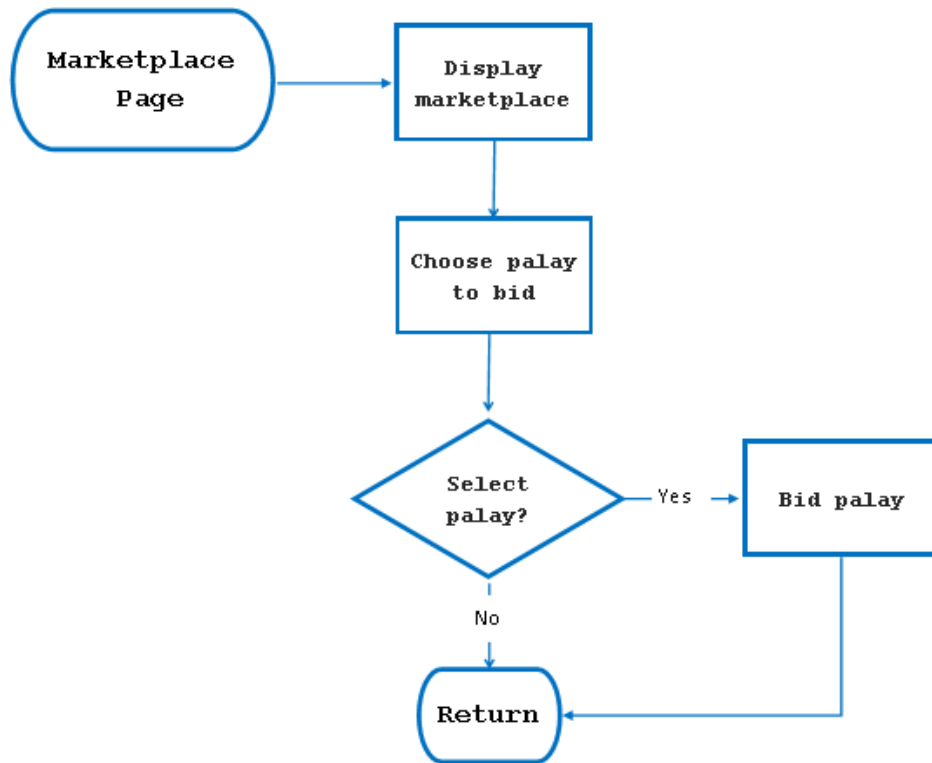 Marketplace
Page
Display
marketplace
Choose palay
to bid
Select
palay?
Yes
Bid palay
No
Return